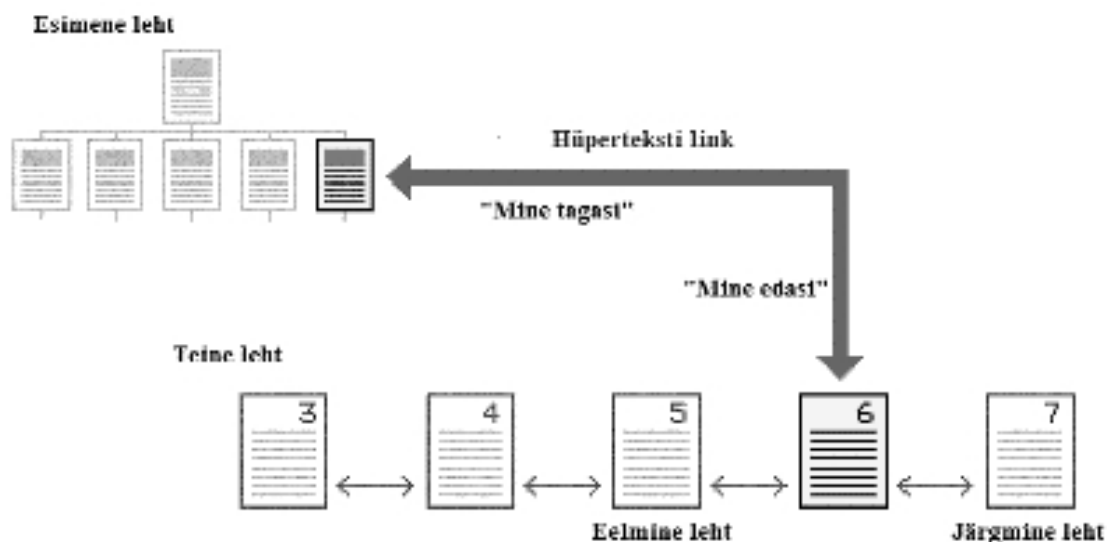 Esimene leht
Hüperteksti link
"Mine tagasi"
"Mine edasi"
Teine leht
3 4 5 6 7
Eelmine leht Järgmine leht